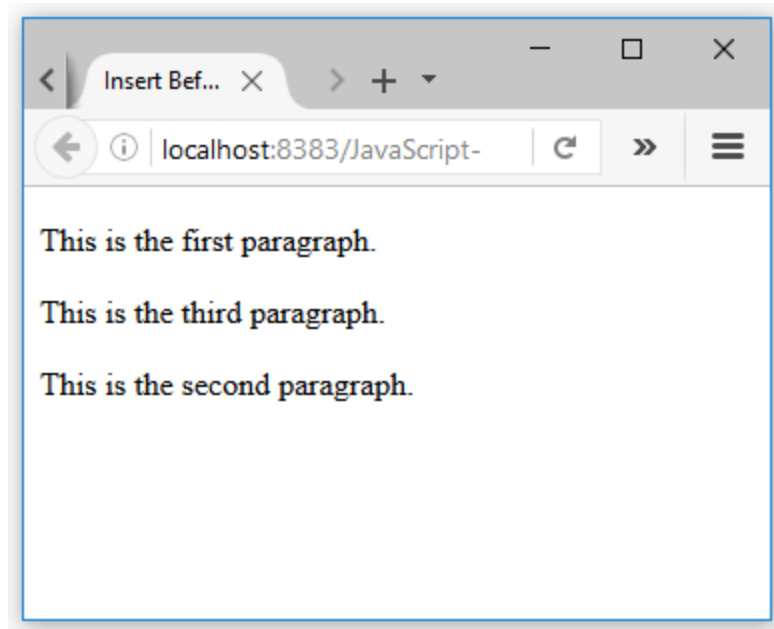 Insert Bef...
localhost:8383/JavaScript-
This is the first paragraph.
This is the third paragraph.
This is the second paragraph.